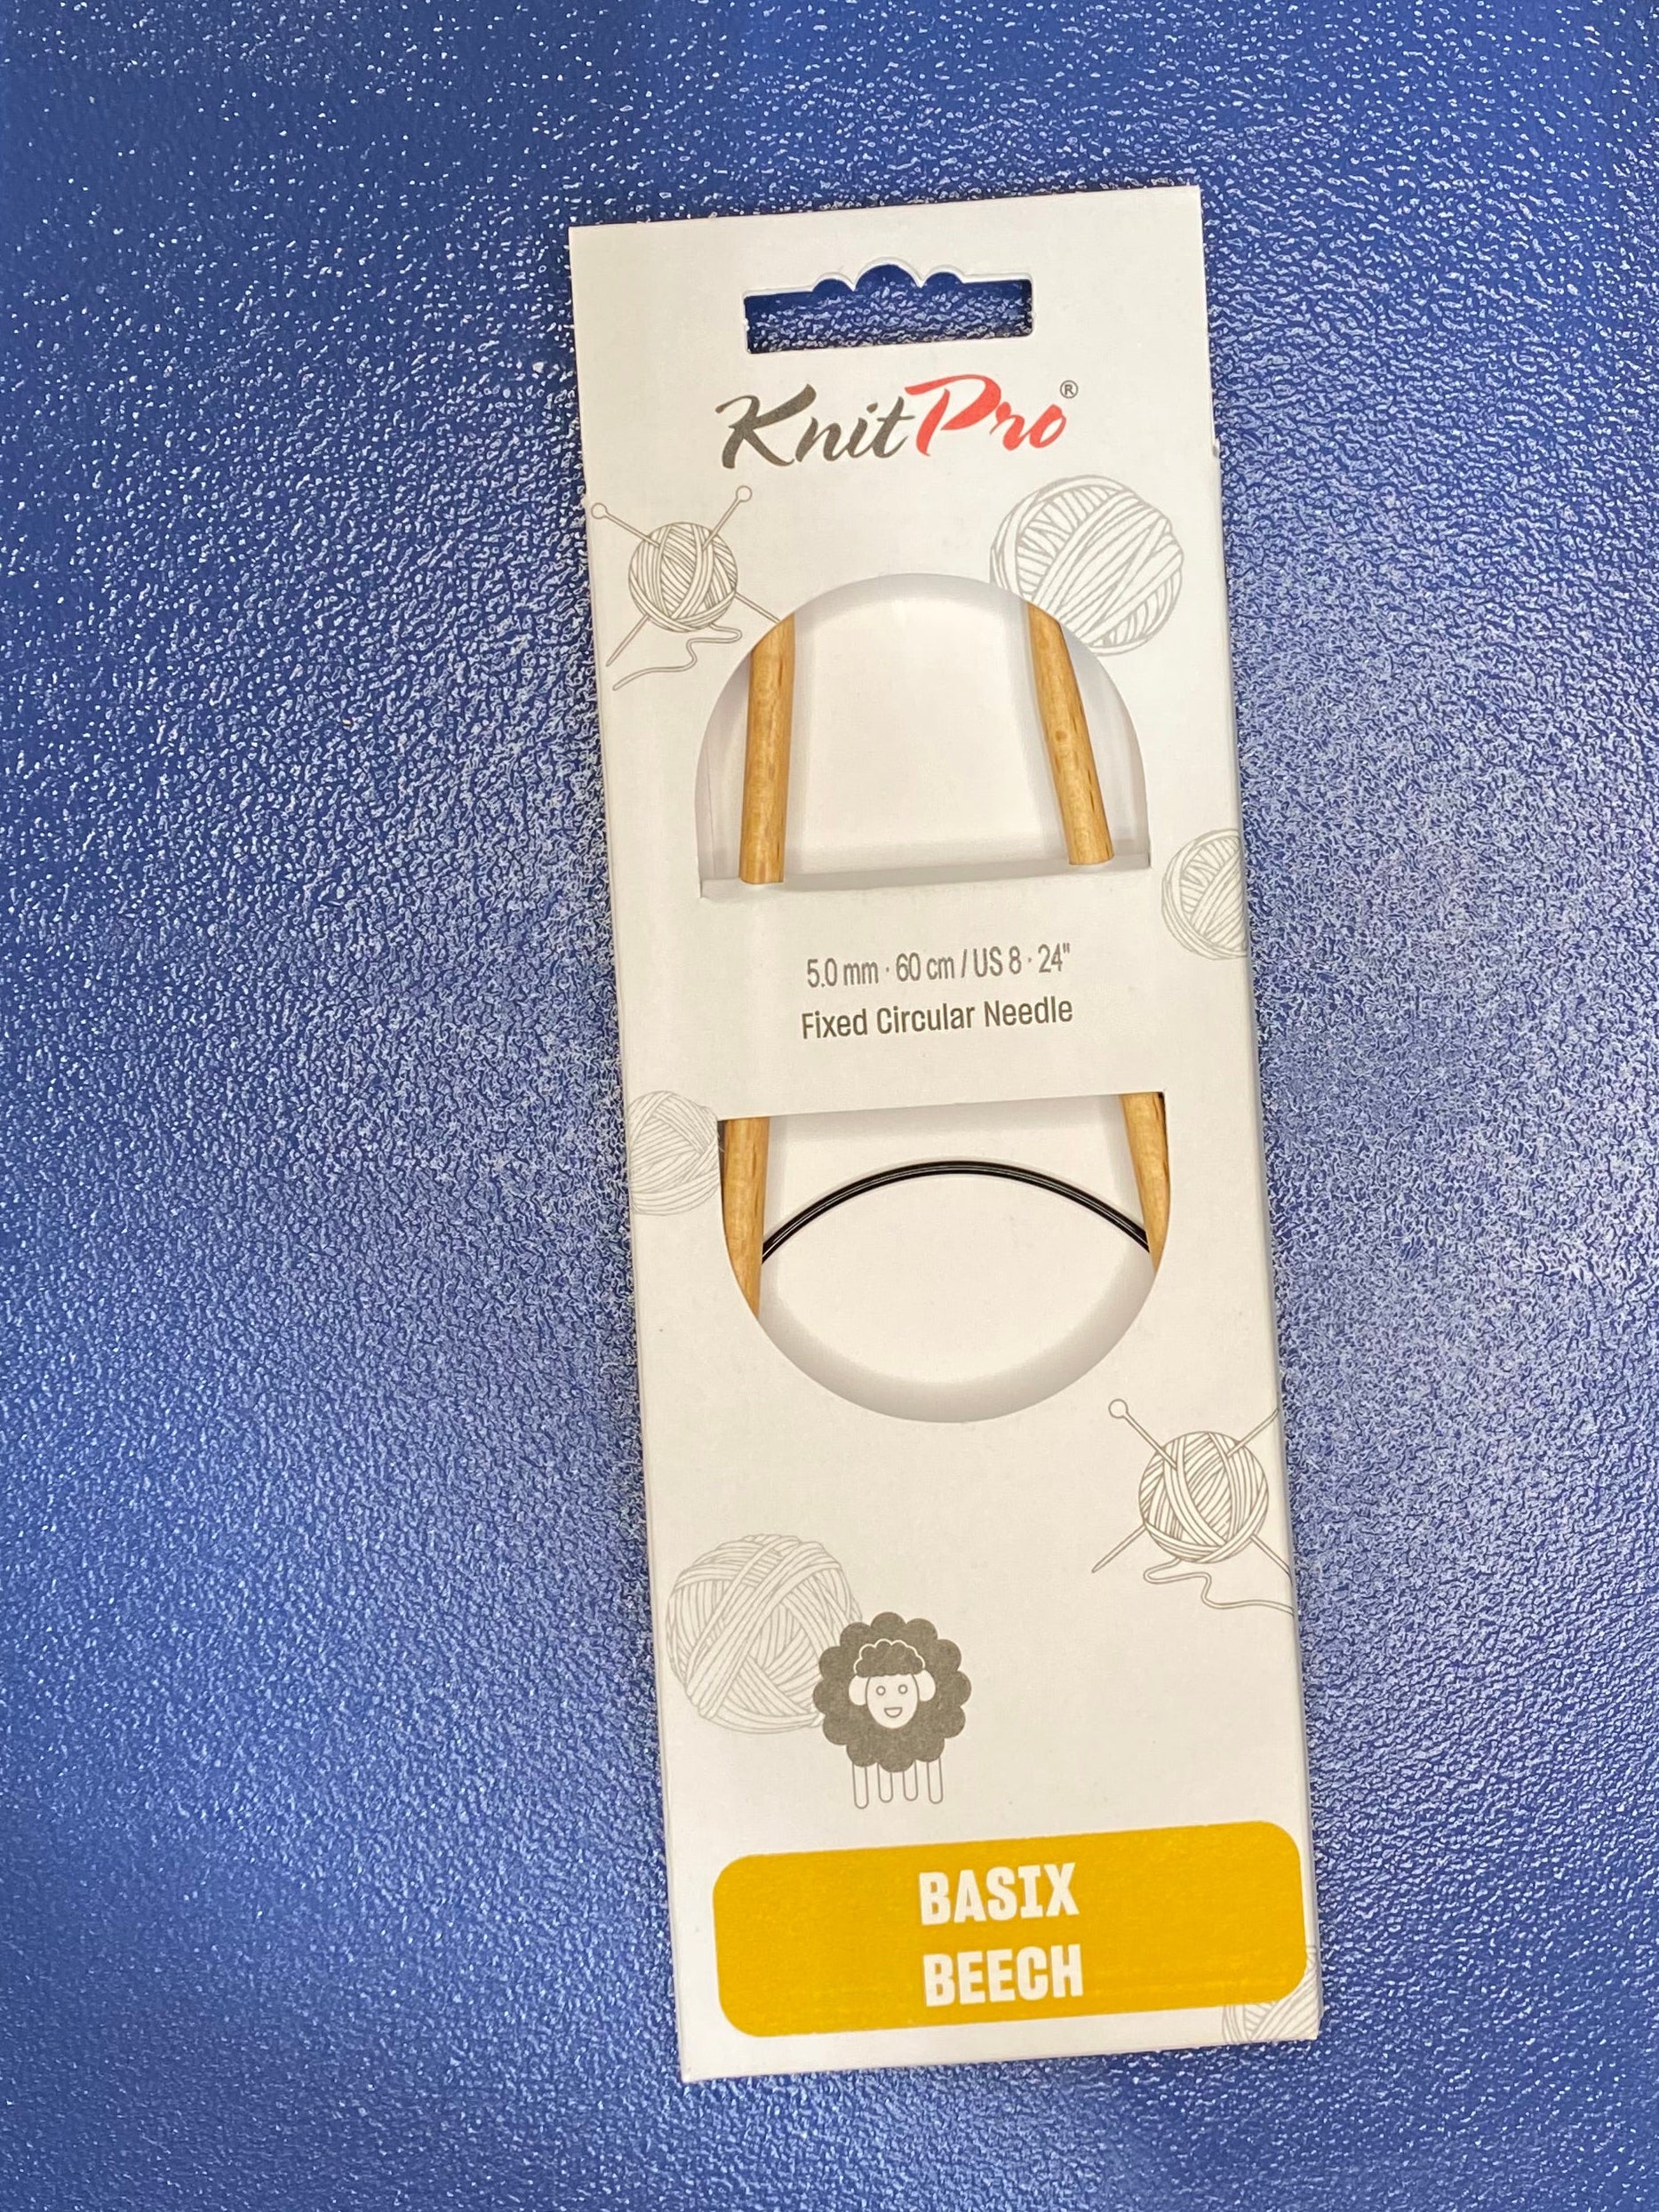 KnitPro®
5.0 mm · 60 cm / US 8 · 24"
Fixed Circular Needle
BASIX
BEECH